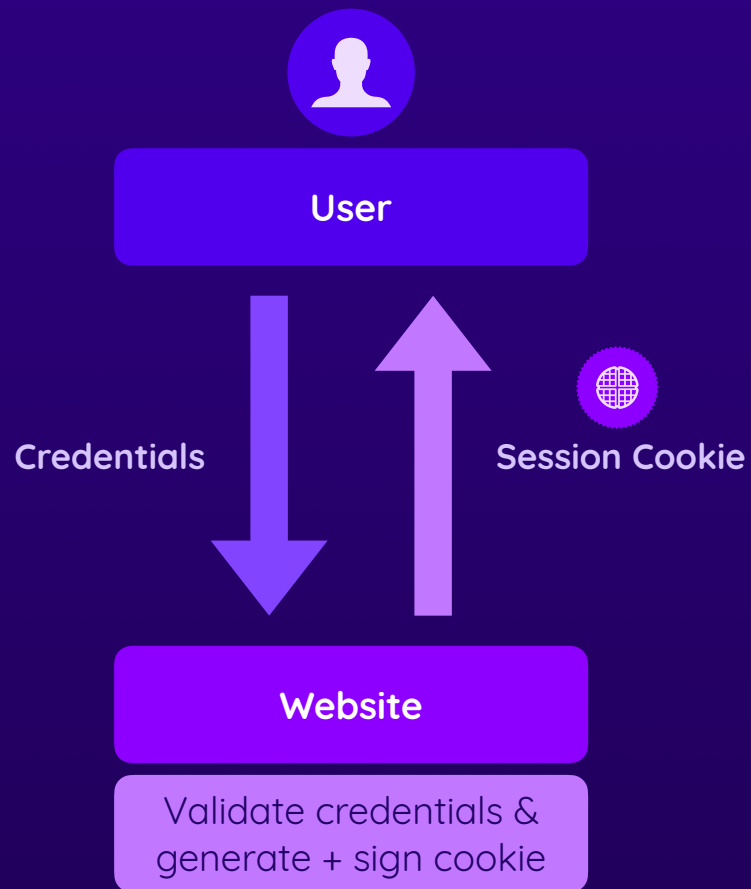 User
Credentials
Session Cookie
Website
Validate credentials &
generate + sign cookie